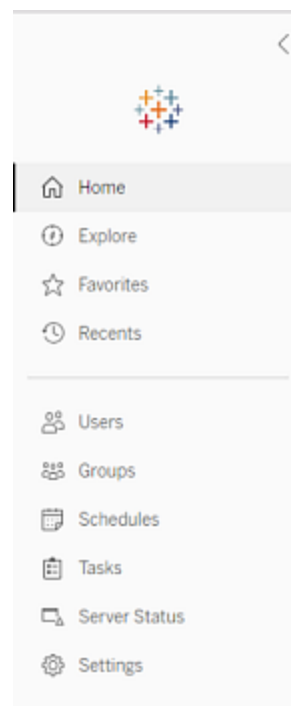 Home
Explore
Favorites
Recents
Users
Groups
Schedules
Tasks
Server Status
Settings